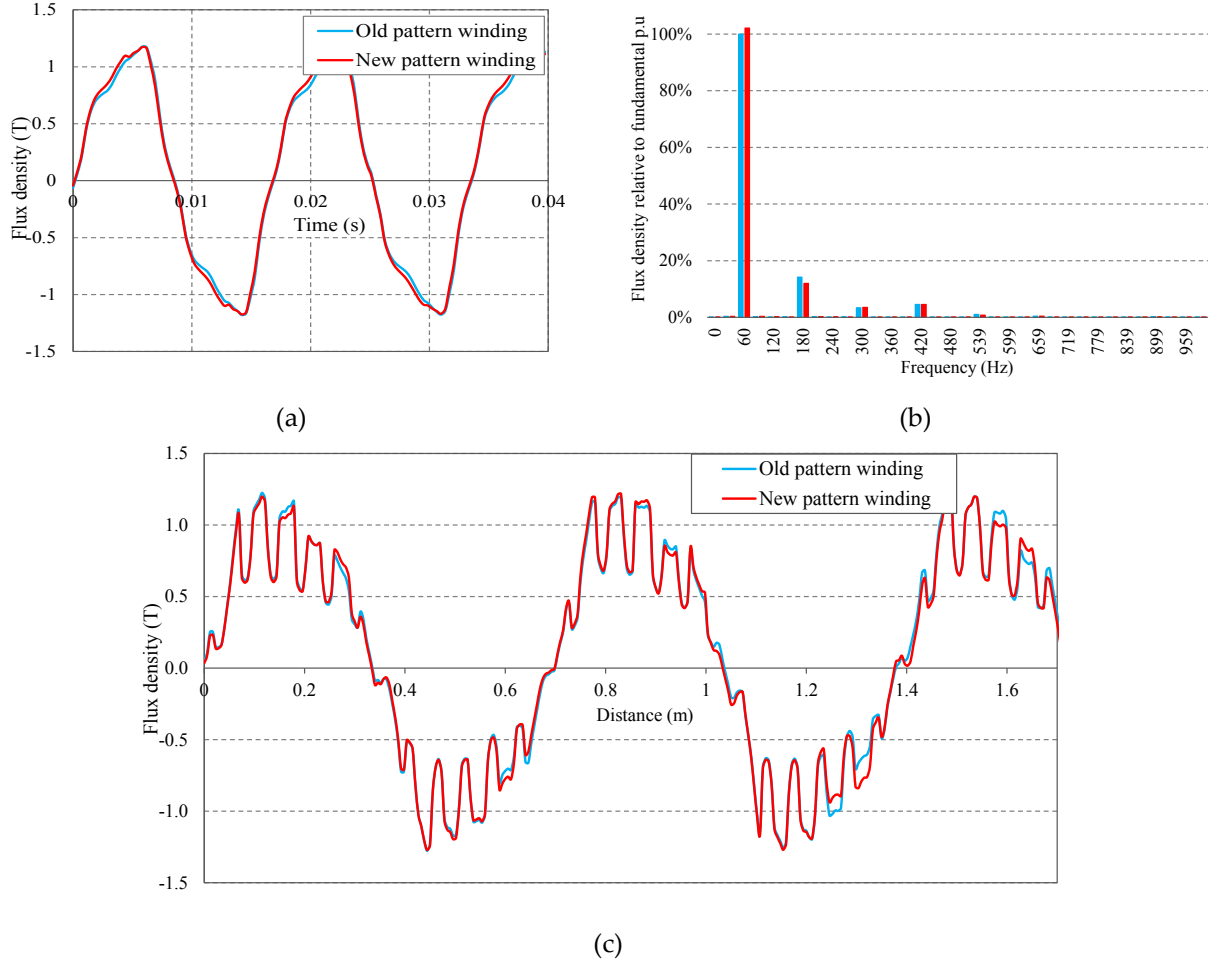 1.5
1
0.5
0
-0.5
-1
-1.5
Flux density (T)
Old pattern winding
New pattern winding
0 0.01 0.02 0.03 0.04
Time (s)
(a)
Flux density relative to fundamental p.u
100%
80%
60%
40%
20%
0%
0 60 120 180 240 300 360 420 480 539 599 659 719 779 839 899 959
Frequency (Hz)
(b)
1.5
1.0
0.5
0.0
-0.5
-1.0
-1.5
Flux density (T)
Old pattern winding
New pattern winding
0 0.2 0.4 0.6 0.8 1 1.2 1.4 1.6
Distance (m)
(c)